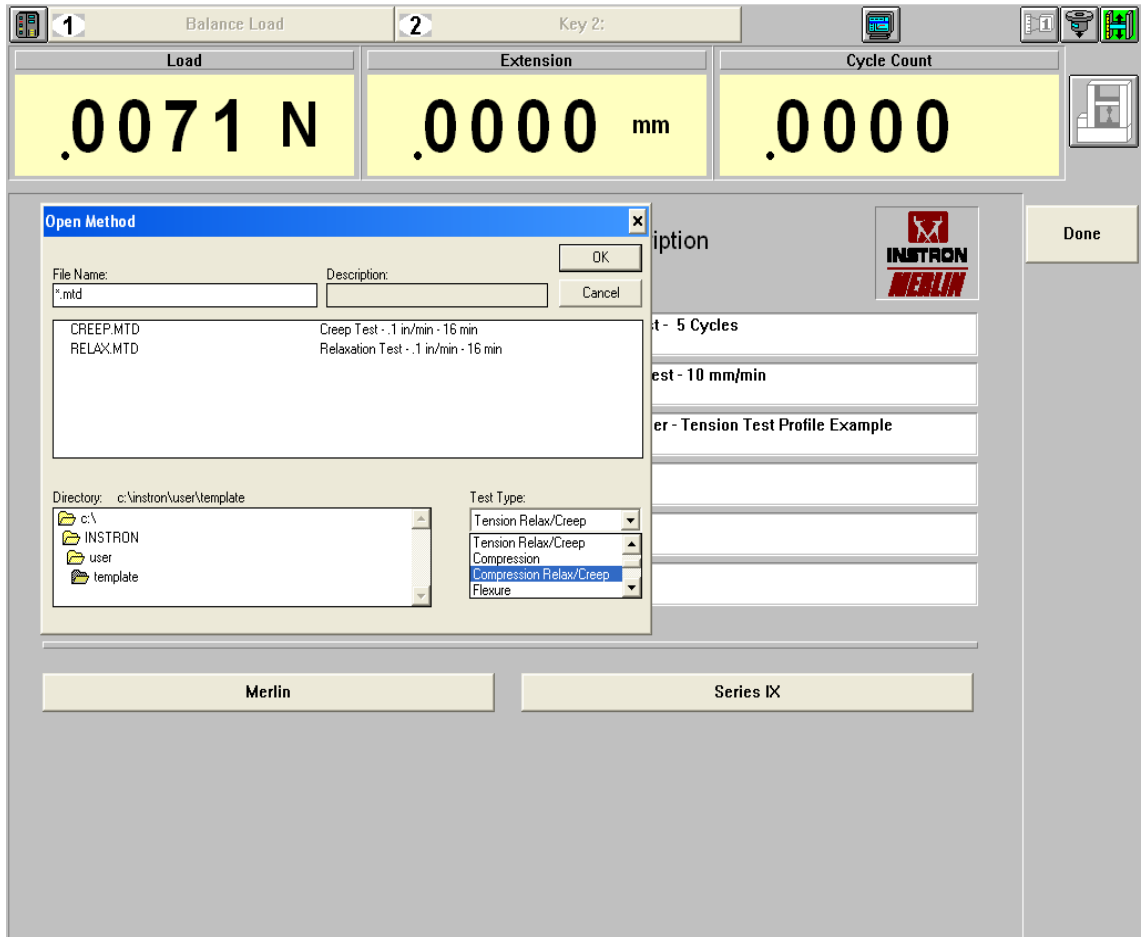 1 Balance Load 2 Key 2: 1
Load Extension Cycle Count
.0071 N .0000 mm .0000
Open Method
iption
INSTRON
MERLIN
Done
OK
File Name: Description:
*.mtd
Cancel
CREEP.MTD Creep Test - .1 in/min - 16 min
RELAX.MTD Relaxation Test - .1 in/min - 16 min
t - 5 Cycles
est - 10 mm/min
er - Tension Test Profile Example
Directory: c:\instron\user\template
Test Type:
c:\
INSTRON
user
template
Tension Relax/Creep
Tension Relax/Creep
Compression
Compression Relax/Creep
Flexure
Merlin Series IX